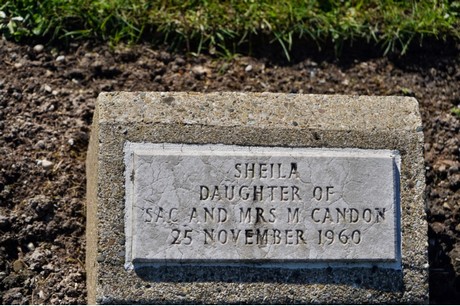 SHEILA
DAUGHTER OF
SAC AND MRS M CANDON
25 NOVEMBER 1960